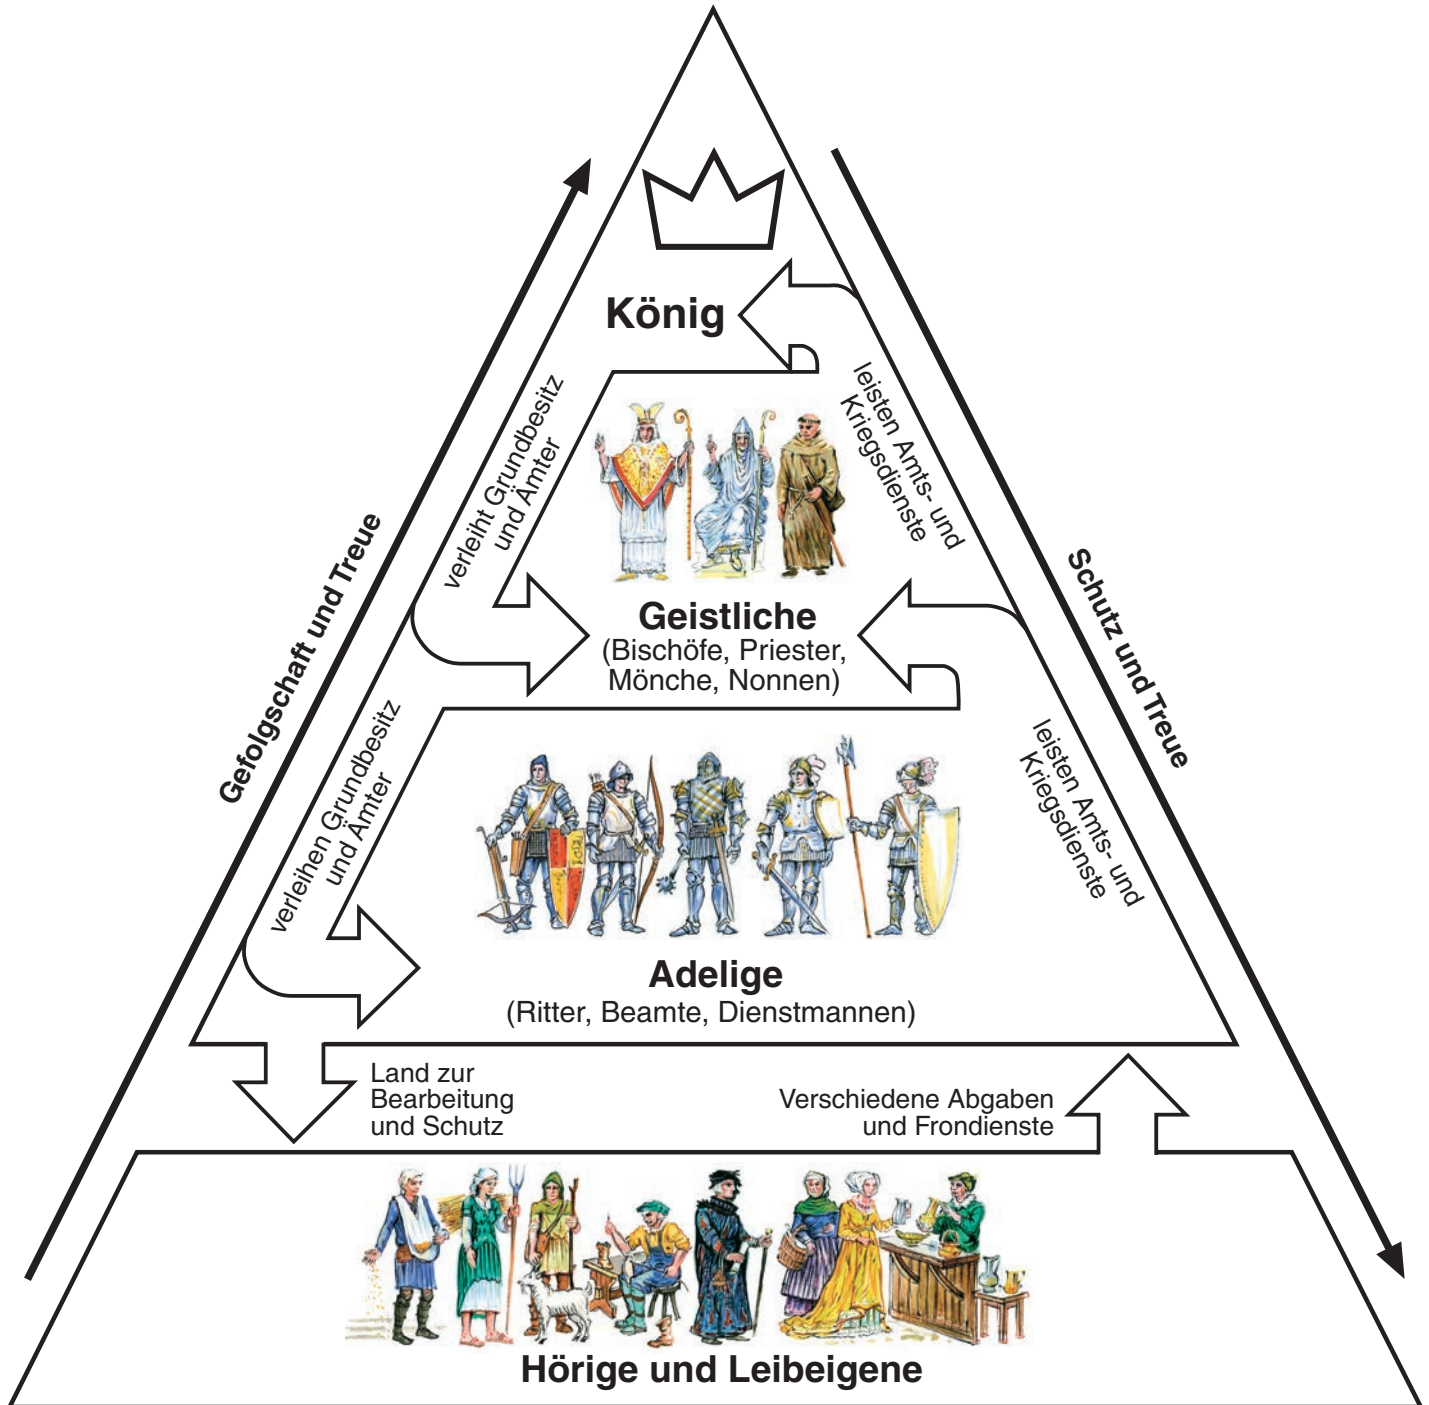 König
verleiht Grundbesitz
und Ämter
leisten Amts- und
Kriegsdienste
Gefolgschaft und Treue
Schutz und Treue
Geistliche
(Bischöfe, Priester,
Mönche, Nonnen)
verleihen Grundbesitz
und Ämter
leisten Amts- und
Kriegsdienste
Adelige
(Ritter, Beamte, Dienstmannen)
Land zur
Bearbeitung
und Schutz
Verschiedene Abgaben
und Frondienste
Hörige und Leibeigene